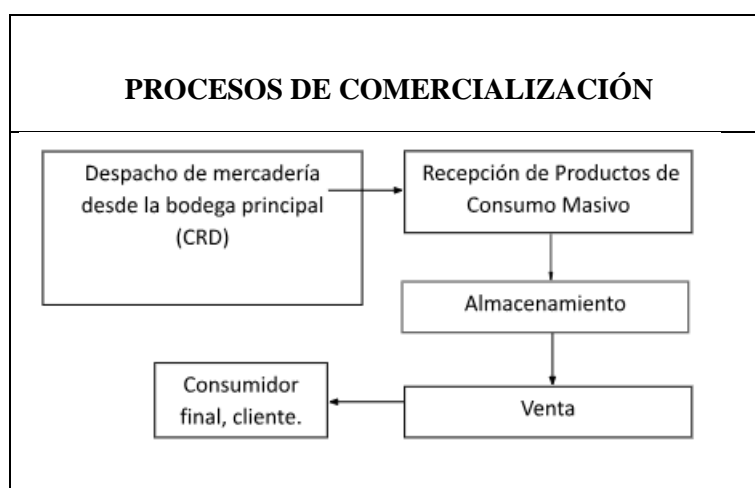 PROCESOS DE COMERCIALIZACIÓN
Despacho de mercadería
desde la bodega principal
(CRD)
Recepción de Productos de
Consumo Masivo
Almacenamiento
Venta
Consumidor
final, cliente.